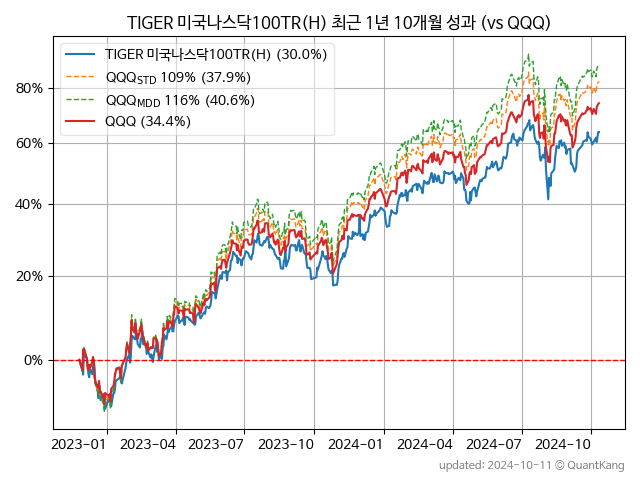 TIGER 미국나스닥100TR(H) 최근 1년 10개월 성과 (vs QQQ)
TIGER 미국나스닥100TR(H) (30.0%)
QQQSTD 109% (37.9%)
QQQMDD 116% (40.6%)
QQQ (34.4%)
80%
60%
40%
20%
0%
2023-01 2023-04 2023-07 2023-10 2024-01 2024-04 2024-07 2024-10
updated: 2024-10-11 © QuantKang